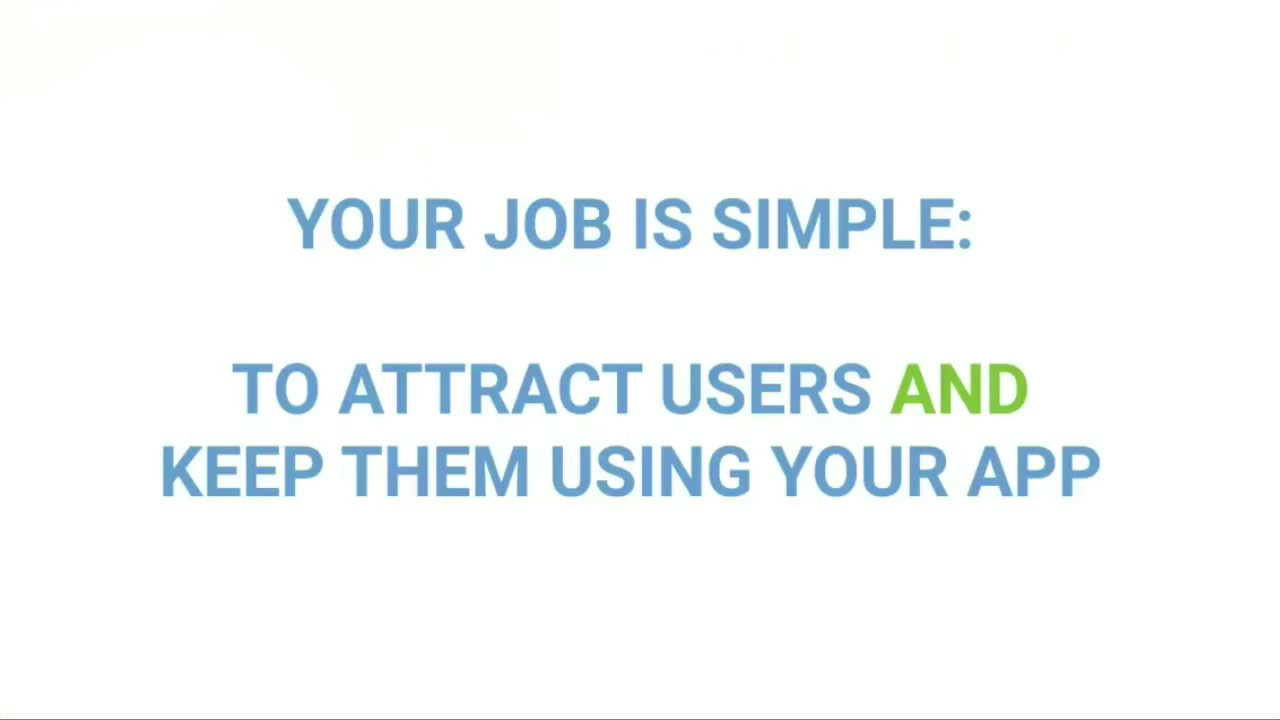 YOUR JOB IS SIMPLE:
TO ATTRACT USERS AND
KEEP THEM USING YOUR APP